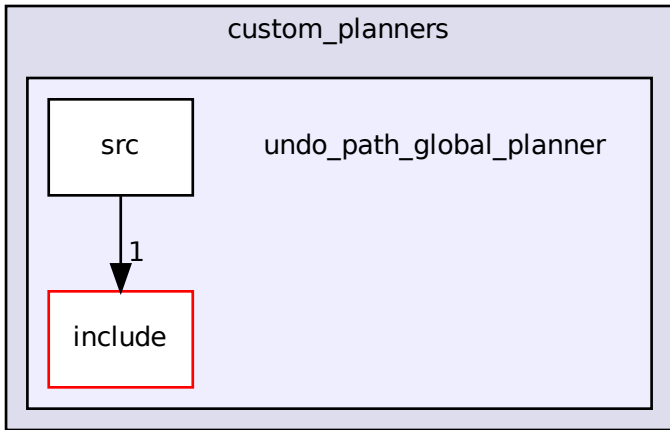 custom_planners
src
undo_path_global_planner
1
include